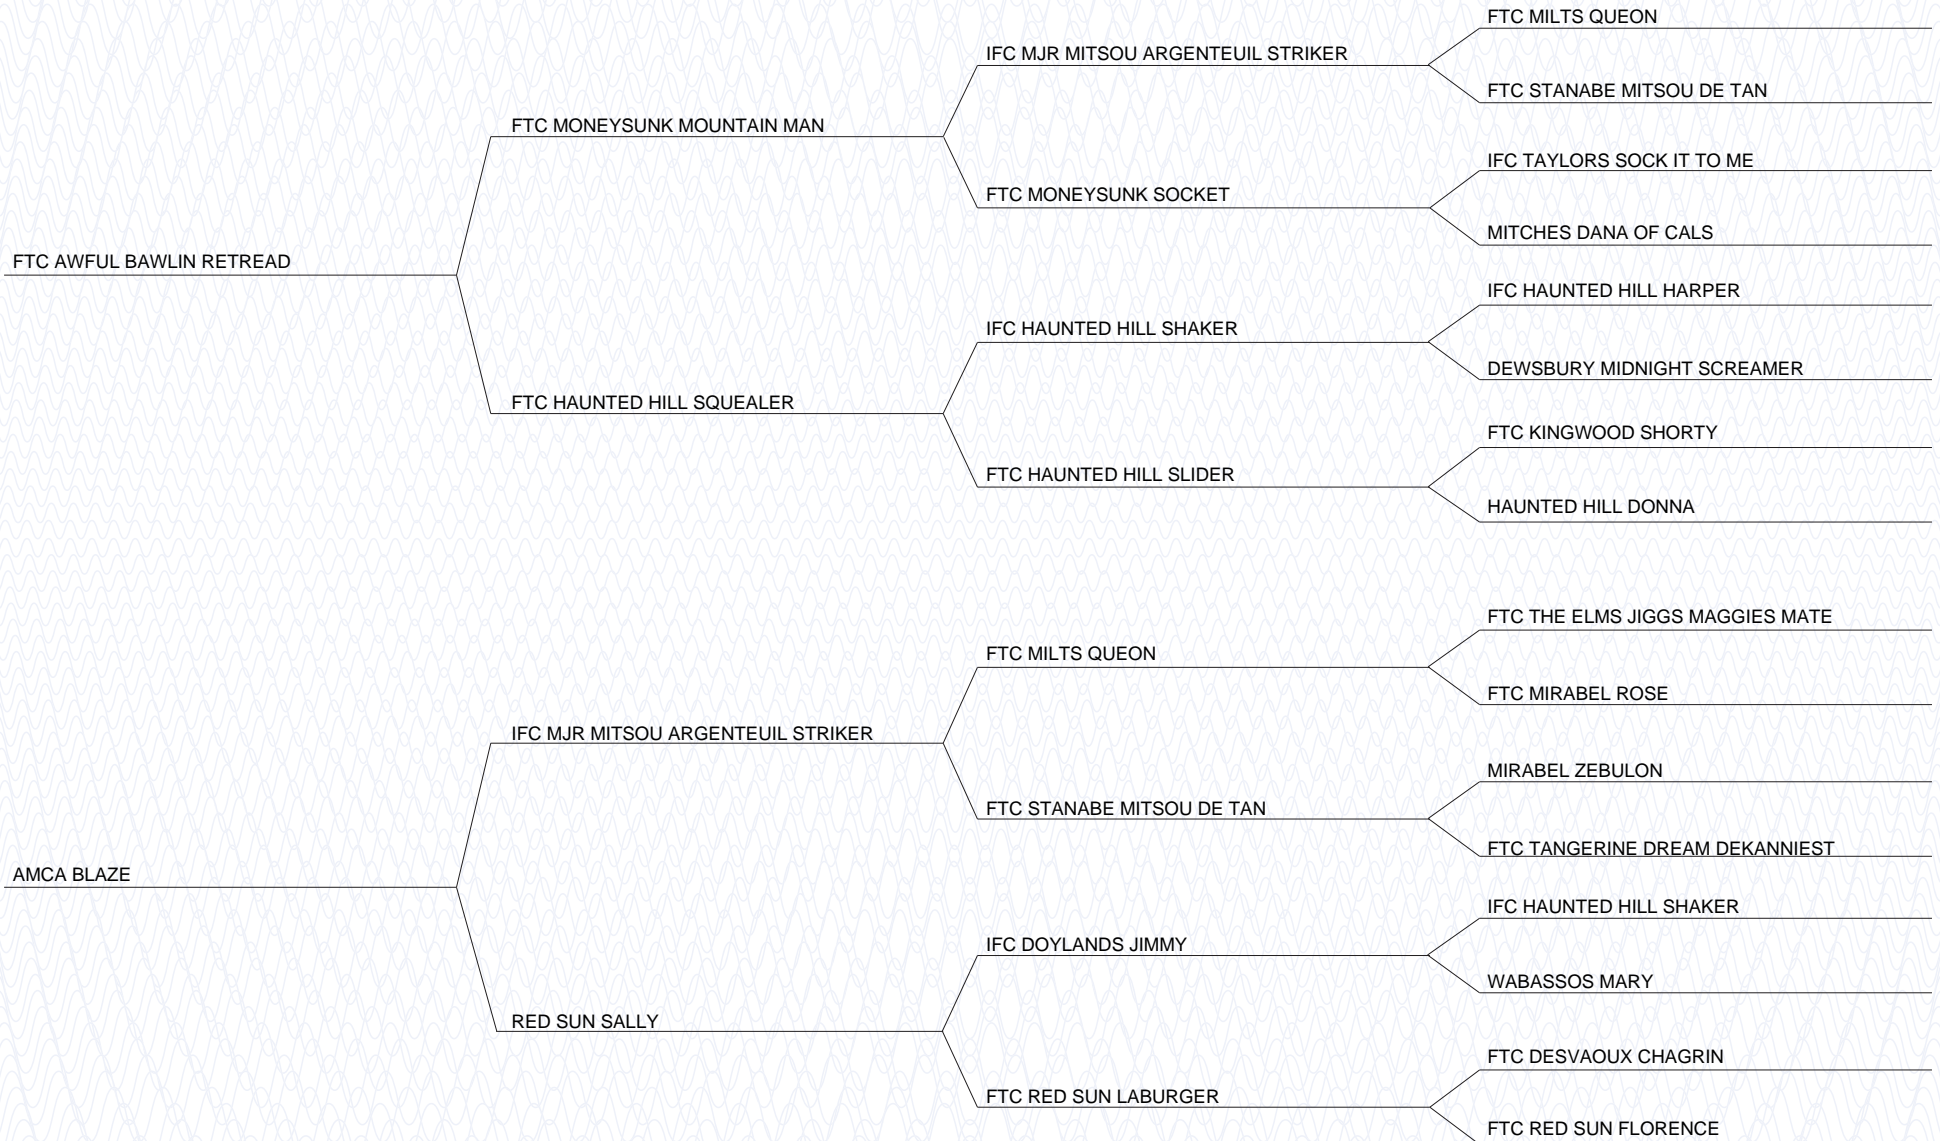 FTC MILTS QUEON
IFC MJR MITSOU ARGENTEUIL STRIKER
FTC STANABE MITSOU DE TAN
FTC MONEYSUNK MOUNTAIN MAN
IFC TAYLORS SOCK IT TO ME
FTC MONEYSUNK SOCKET
MITCHES DANA OF CALS
FTC AWFUL BAWLIN RETREAD
IFC HAUNTED HILL HARPER
IFC HAUNTED HILL SHAKER
DEWSBURY MIDNIGHT SCREAMER
FTC HAUNTED HILL SQUEALER
FTC KINGWOOD SHORTY
FTC HAUNTED HILL SLIDER
HAUNTED HILL DONNA
FTC THE ELMS JIGGS MAGGIES MATE
FTC MILTS QUEON
FTC MIRABEL ROSE
IFC MJR MITSOU ARGENTEUIL STRIKER
MIRABEL ZEBULON
FTC STANABE MITSOU DE TAN
FTC TANGERINE DREAM DEKANNIEST
AMCA BLAZE
IFC HAUNTED HILL SHAKER
IFC DOYLANDS JIMMY
WABASSOS MARY
RED SUN SALLY
FTC DESVAOUX CHAGRIN
FTC RED SUN LABURGER
FTC RED SUN FLORENCE